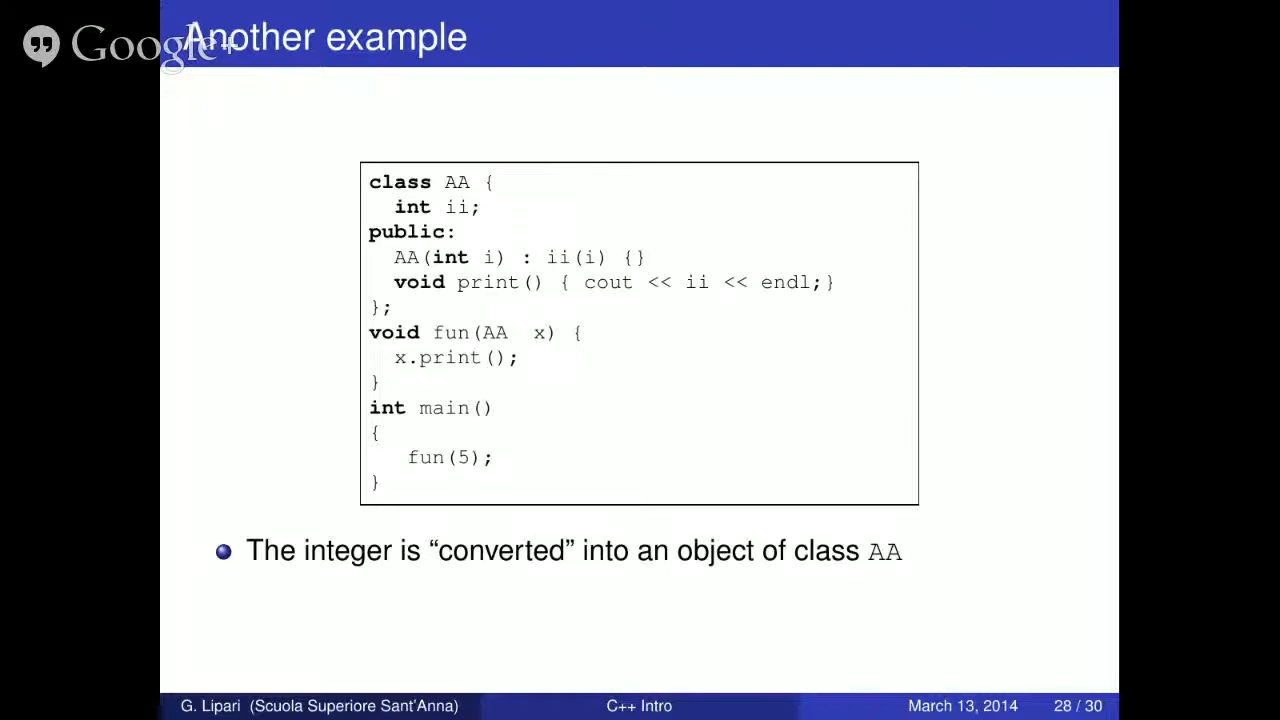 Google+
Another example
class AA {
int ii;
public:
AA(int i) : ii(i) {}
void print() { cout << ii << endl;}
};
void fun(AA x) {
x.print();
}
int main()
{
fun(5);
}
The integer is “converted” into an object of class AA
G. Lipari (Scuola Superiore Sant’Anna) C++ Intro March 13, 2014 28 / 30